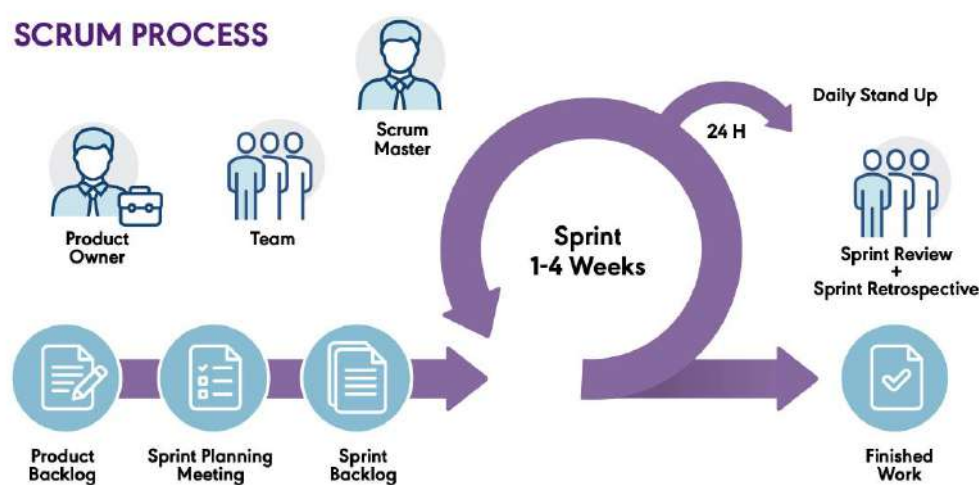 SCRUM PROCESS
Scrum
Master
Daily Stand Up
24 H
Product
Owner
Team
Sprint
1-4 Weeks
Sprint Review
+
Sprint Retrospective
Product
Backlog
Sprint Planning
Meeting
Sprint
Backlog
Finished
Work